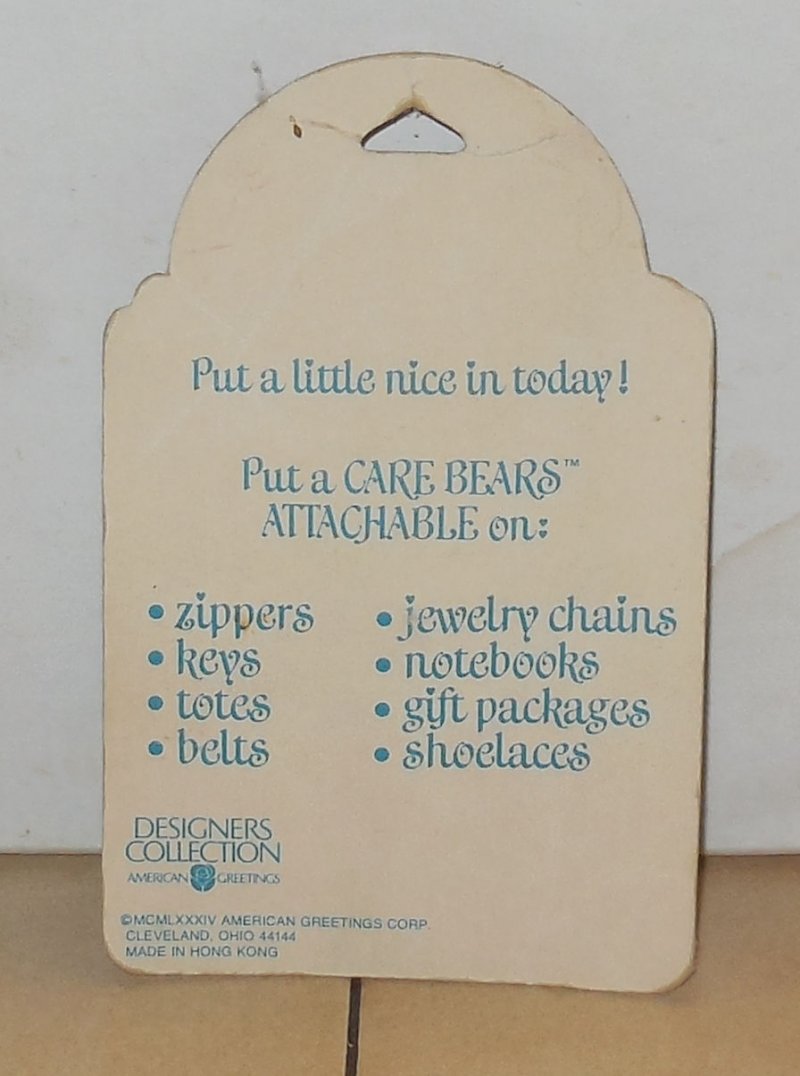 Put a little nice in today!
Put a CARE BEARS™
ATTACHABLE on:
• zippers
• keys
• totes
• belts
• jewelry chains
• notebooks
• gift packages
• shoelaces
DESIGNERS
COLLECTION
AMERICAN GREETINGS
©MCMLXXXIV AMERICAN GREETINGS CORP.
CLEVELAND, OHIO 44144
MADE IN HONG KONG